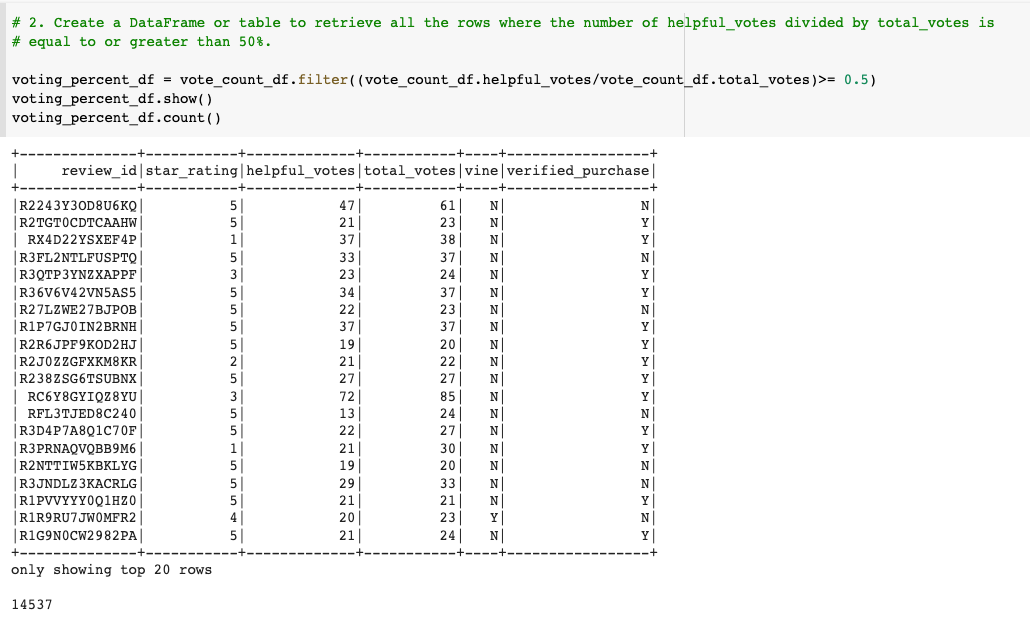 # 2. Create a DataFrame or table to retrieve all the rows where the number of helpful_votes divided by total_votes is
# equal to or greater than 50%.
voting_percent_df = vote_count_df.filter((vote_count_df.helpful_votes/vote_count_df.total_votes)>= 0.5)
voting_percent_df.show()
voting_percent_df.count()
+--------------+-----------+-------------+-----------+----+-----------------+
|     review_id|star_rating|helpful_votes|total_votes|vine|verified_purchase|
+--------------+-----------+-------------+-----------+----+-----------------+
|R2243Y3OD8U6KQ|          5|           47|         61|   N|                N|
|R2TGT0CDTCAAHW|          5|           21|         23|   N|                Y|
| RX4D22YSXEF4P|          1|           37|         38|   N|                Y|
|R3FL2NTLFUSPTQ|          5|           33|         37|   N|                N|
|R3QTP3YNZXAPPF|          3|           23|         24|   N|                Y|
|R36V6V42VN5AS5|          5|           34|         37|   N|                Y|
|R27LZWE27BJPOB|          5|           22|         23|   N|                N|
|R1P7GJ0IN2BRNH|          5|           37|         37|   N|                Y|
|R2R6JPF9KOD2HJ|          5|           19|         20|   N|                Y|
|R2J0ZZGFXKM8KR|          2|           21|         22|   N|                Y|
|R238ZSG6TSUBNX|          5|           27|         27|   N|                Y|
| RC6Y8GYIQZ8YU|          3|           72|         85|   N|                Y|
| RFL3TJED8C240|          5|           13|         24|   N|                N|
|R3D4P7A8Q1C70F|          5|           22|         27|   N|                Y|
|R3PRNAQVQBB9M6|          1|           21|         30|   N|                Y|
|R2NTTIW5KBKLYG|          5|           19|         20|   N|                N|
|R3JNDLZ3KACRLG|          5|           29|         33|   N|                N|
|R1PVVYYY0Q1HZ0|          5|           21|         21|   N|                Y|
|R1R9RU7JW0MFR2|          4|           20|         23|   Y|                N|
|R1G9N0CW2982PA|          5|           21|         24|   N|                Y|
+--------------+-----------+-------------+-----------+----+-----------------+
only showing top 20 rows
14537